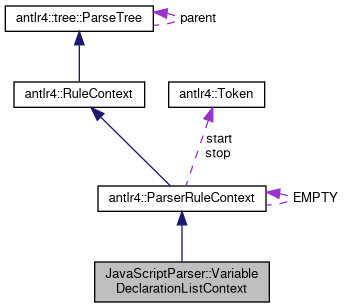 antlr4::tree::ParseTree
parent
antlr4::RuleContext
antlr4::Token
start
stop
antlr4::ParserRuleContext
EMPTY
JavaScriptParser::Variable
DeclarationListContext